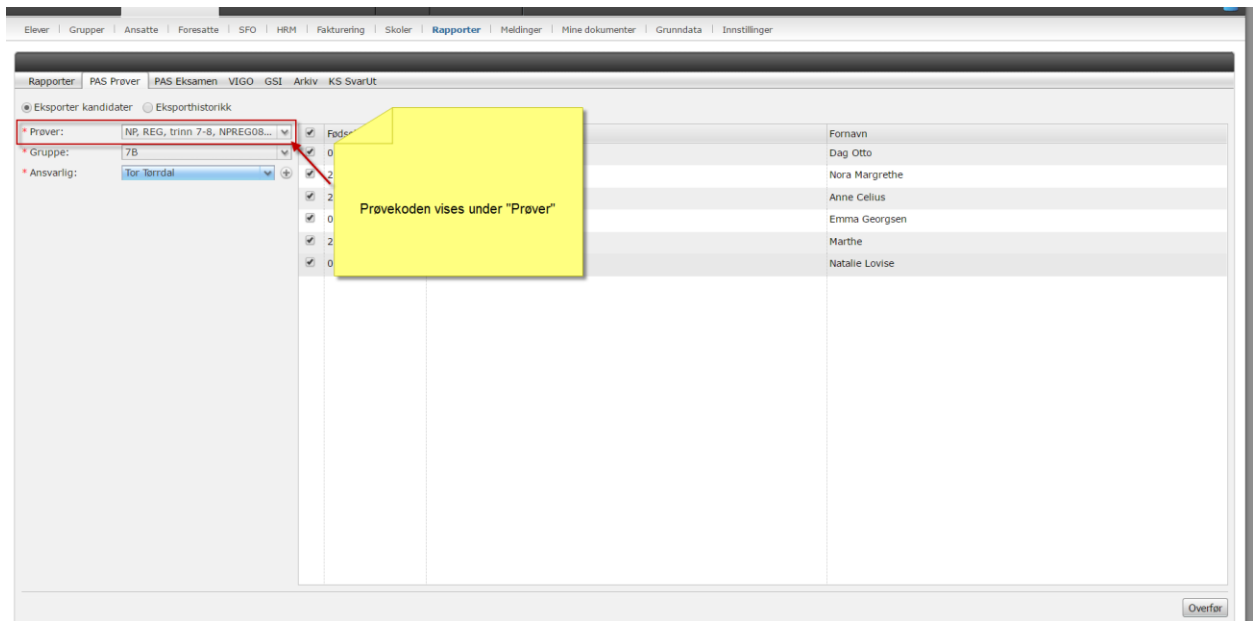 Elever Grupper Ansatte Foresatte SFO HRM Fakturering Skoler Rapporter Meldinger Mine dokumenter Grunndata Innstillinger
Rapporter PAS Prøver PAS Eksamen VIGO GSI Arkiv KS SvarUt
Eksporter kandidater Eksporthistorikk
* Prøver: NP, REG, trinn 7-8, NPREG08...
Fornavn
* Gruppe: 7B
Dag Otto
* Ansvarlig: Tor Tørrdal
Nora Margrethe
Anne Celius
Prøvekoden vises under "Prøver"
Emma Georgsen
Marthe
Natalie Lovise
Overfør